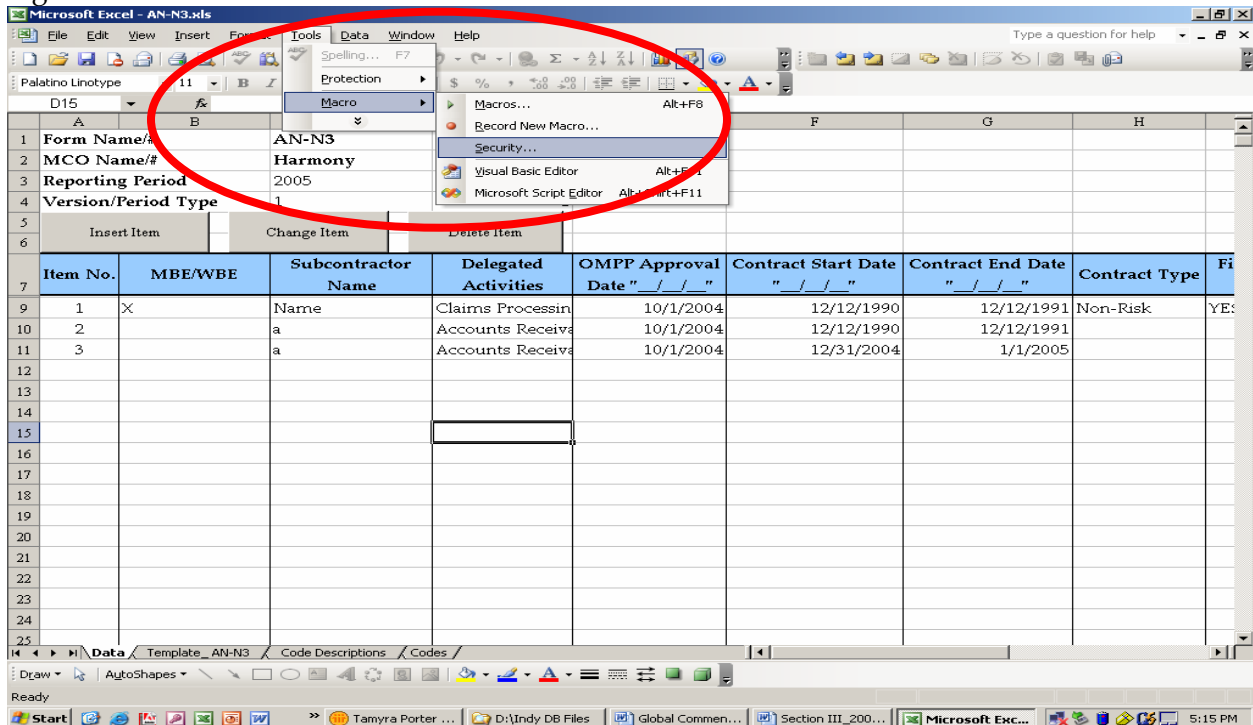 Microsoft Excel - AN-N3.xls
File Edit View Insert Format Tools Data Window Help Type a question for help
Spelling... F7
Palatino Linotype 11 B I Protection $ % ,
D15 fx Macro Macros... Alt+F8
Record New Macro...
Security...
Visual Basic Editor
Microsoft Script Editor Alt+Shift+F11
A B F G H
1 Form Name/# AN-N3
2 MCO Name/# Harmony
3 Reporting Period 2005
4 Version/Period Type 1
5
6 Insert Item Change Item Delete Item
7 Item No. MBE/WBE Subcontractor Name Delegated Activities OMPP Approval Date "__/__/__" Contract Start Date "__/__/__" Contract End Date "__/__/__" Contract Type Fi
9 1 X Name Claims Processin 10/1/2004 12/12/1990 12/12/1991 Non-Risk YES
10 2 a Accounts Receiva 10/1/2004 12/12/1990 12/12/1991
11 3 a Accounts Receiva 10/1/2004 12/31/2004 1/1/2005
12
13
14
15
16
17
18
19
20
21
22
23
24
25
Data Template_AN-N3 Code Descriptions Codes
Draw AutoShapes
Ready
Start Tamyra Porter ... D:\Indy DB Files Global Commen... Section III_200... Microsoft Exc... 5:15 PM